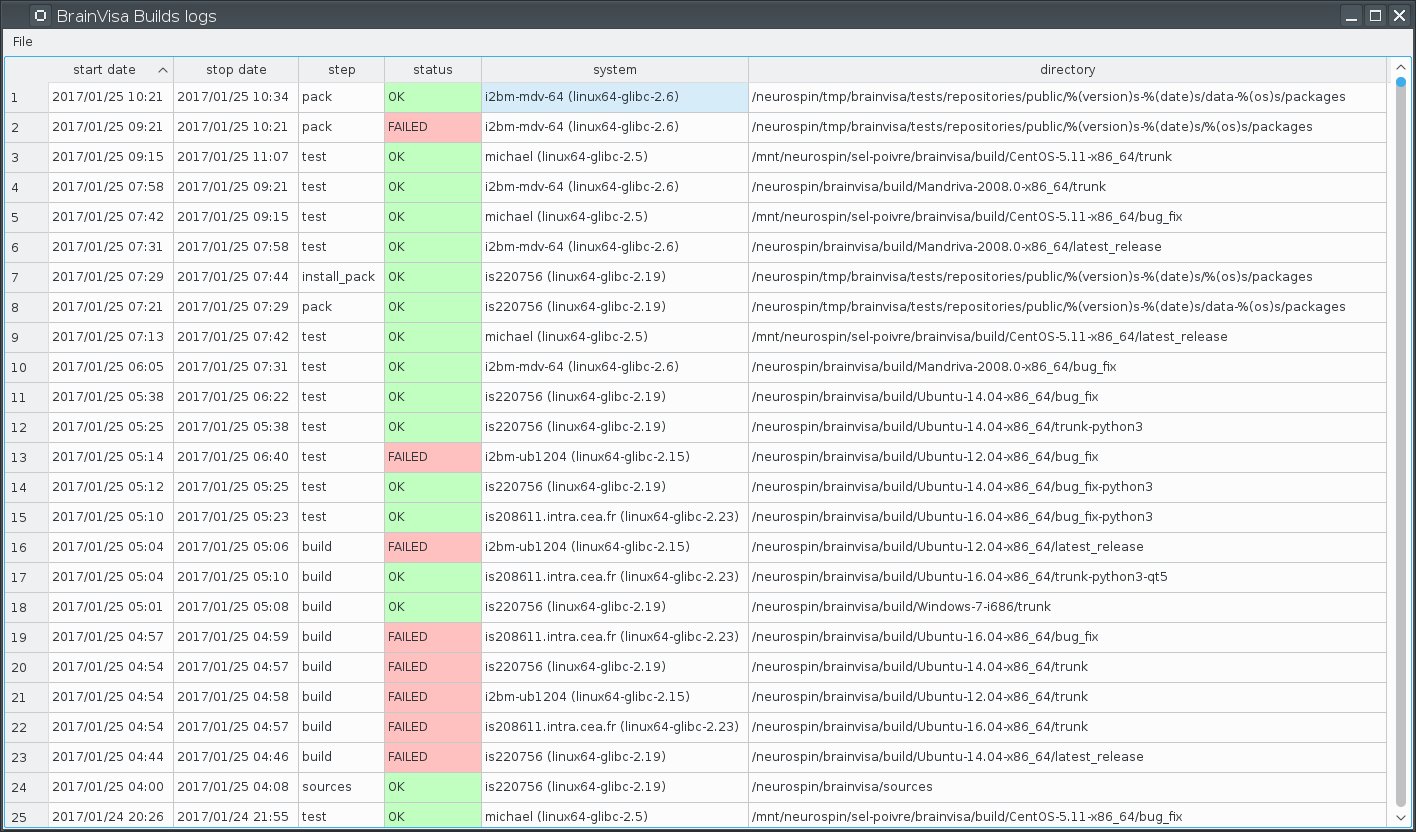 BrainVisa Builds logs
File
start date stop date step status system directory
1 2017/01/25 10:21 2017/01/25 10:34 pack OK i2bm-mdv-64 (linux64-glibc-2.6) /neurospin/tmp/brainvisa/tests/repositories/public/%(version)s-%(date)s/data-%(os)s/packages
2 2017/01/25 09:21 2017/01/25 10:21 pack FAILED i2bm-mdv-64 (linux64-glibc-2.6) /neurospin/tmp/brainvisa/tests/repositories/public/%(version)s-%(date)s/%(os)s/packages
3 2017/01/25 09:15 2017/01/25 11:07 test OK michael (linux64-glibc-2.5) /mnt/neurospin/sel-poivre/brainvisa/build/CentOS-5.11-x86_64/trunk
4 2017/01/25 07:58 2017/01/25 09:21 test OK i2bm-mdv-64 (linux64-glibc-2.6) /neurospin/brainvisa/build/Mandriva-2008.0-x86_64/trunk
5 2017/01/25 07:42 2017/01/25 09:15 test OK michael (linux64-glibc-2.5) /mnt/neurospin/sel-poivre/brainvisa/build/CentOS-5.11-x86_64/bug_fix
6 2017/01/25 07:31 2017/01/25 07:58 test OK i2bm-mdv-64 (linux64-glibc-2.6) /neurospin/brainvisa/build/Mandriva-2008.0-x86_64/latest_release
7 2017/01/25 07:29 2017/01/25 07:44 install_pack OK is220756 (linux64-glibc-2.19) /neurospin/tmp/brainvisa/tests/repositories/public/%(version)s-%(date)s/%(os)s/packages
8 2017/01/25 07:21 2017/01/25 07:29 pack OK is220756 (linux64-glibc-2.19) /neurospin/tmp/brainvisa/tests/repositories/public/%(version)s-%(date)s/data-%(os)s/packages
9 2017/01/25 07:13 2017/01/25 07:42 test OK michael (linux64-glibc-2.5) /mnt/neurospin/sel-poivre/brainvisa/build/CentOS-5.11-x86_64/latest_release
10 2017/01/25 06:05 2017/01/25 07:31 test OK i2bm-mdv-64 (linux64-glibc-2.6) /neurospin/brainvisa/build/Mandriva-2008.0-x86_64/bug_fix
11 2017/01/25 05:38 2017/01/25 06:22 test OK is220756 (linux64-glibc-2.19) /neurospin/brainvisa/build/Ubuntu-14.04-x86_64/bug_fix
12 2017/01/25 05:25 2017/01/25 05:38 test OK is220756 (linux64-glibc-2.19) /neurospin/brainvisa/build/Ubuntu-14.04-x86_64/trunk-python3
13 2017/01/25 05:14 2017/01/25 06:40 test FAILED i2bm-ub1204 (linux64-glibc-2.15) /neurospin/brainvisa/build/Ubuntu-12.04-x86_64/bug_fix
14 2017/01/25 05:12 2017/01/25 05:25 test OK is220756 (linux64-glibc-2.19) /neurospin/brainvisa/build/Ubuntu-14.04-x86_64/bug_fix-python3
15 2017/01/25 05:10 2017/01/25 05:23 test OK is208611.intra.cea.fr (linux64-glibc-2.23) /neurospin/brainvisa/build/Ubuntu-16.04-x86_64/bug_fix-python3
16 2017/01/25 05:04 2017/01/25 05:06 build FAILED i2bm-ub1204 (linux64-glibc-2.15) /neurospin/brainvisa/build/Ubuntu-12.04-x86_64/latest_release
17 2017/01/25 05:04 2017/01/25 05:10 build OK is208611.intra.cea.fr (linux64-glibc-2.23) /neurospin/brainvisa/build/Ubuntu-16.04-x86_64/trunk-python3-qt5
18 2017/01/25 05:01 2017/01/25 05:08 build OK is220756 (linux64-glibc-2.19) /neurospin/brainvisa/build/Windows-7-i686/trunk
19 2017/01/25 04:57 2017/01/25 04:59 build FAILED is208611.intra.cea.fr (linux64-glibc-2.23) /neurospin/brainvisa/build/Ubuntu-16.04-x86_64/bug_fix
20 2017/01/25 04:54 2017/01/25 04:57 build FAILED is220756 (linux64-glibc-2.19) /neurospin/brainvisa/build/Ubuntu-14.04-x86_64/trunk
21 2017/01/25 04:54 2017/01/25 04:58 build FAILED i2bm-ub1204 (linux64-glibc-2.15) /neurospin/brainvisa/build/Ubuntu-12.04-x86_64/trunk
22 2017/01/25 04:54 2017/01/25 04:57 build FAILED is208611.intra.cea.fr (linux64-glibc-2.23) /neurospin/brainvisa/build/Ubuntu-16.04-x86_64/trunk
23 2017/01/25 04:44 2017/01/25 04:46 build FAILED is220756 (linux64-glibc-2.19) /neurospin/brainvisa/build/Ubuntu-14.04-x86_64/latest_release
24 2017/01/25 04:00 2017/01/25 04:08 sources OK is220756 (linux64-glibc-2.19) /neurospin/brainvisa/sources
25 2017/01/24 20:26 2017/01/24 21:55 test OK michael (linux64-glibc-2.5) /mnt/neurospin/sel-poivre/brainvisa/build/CentOS-5.11-x86_64/bug_fix